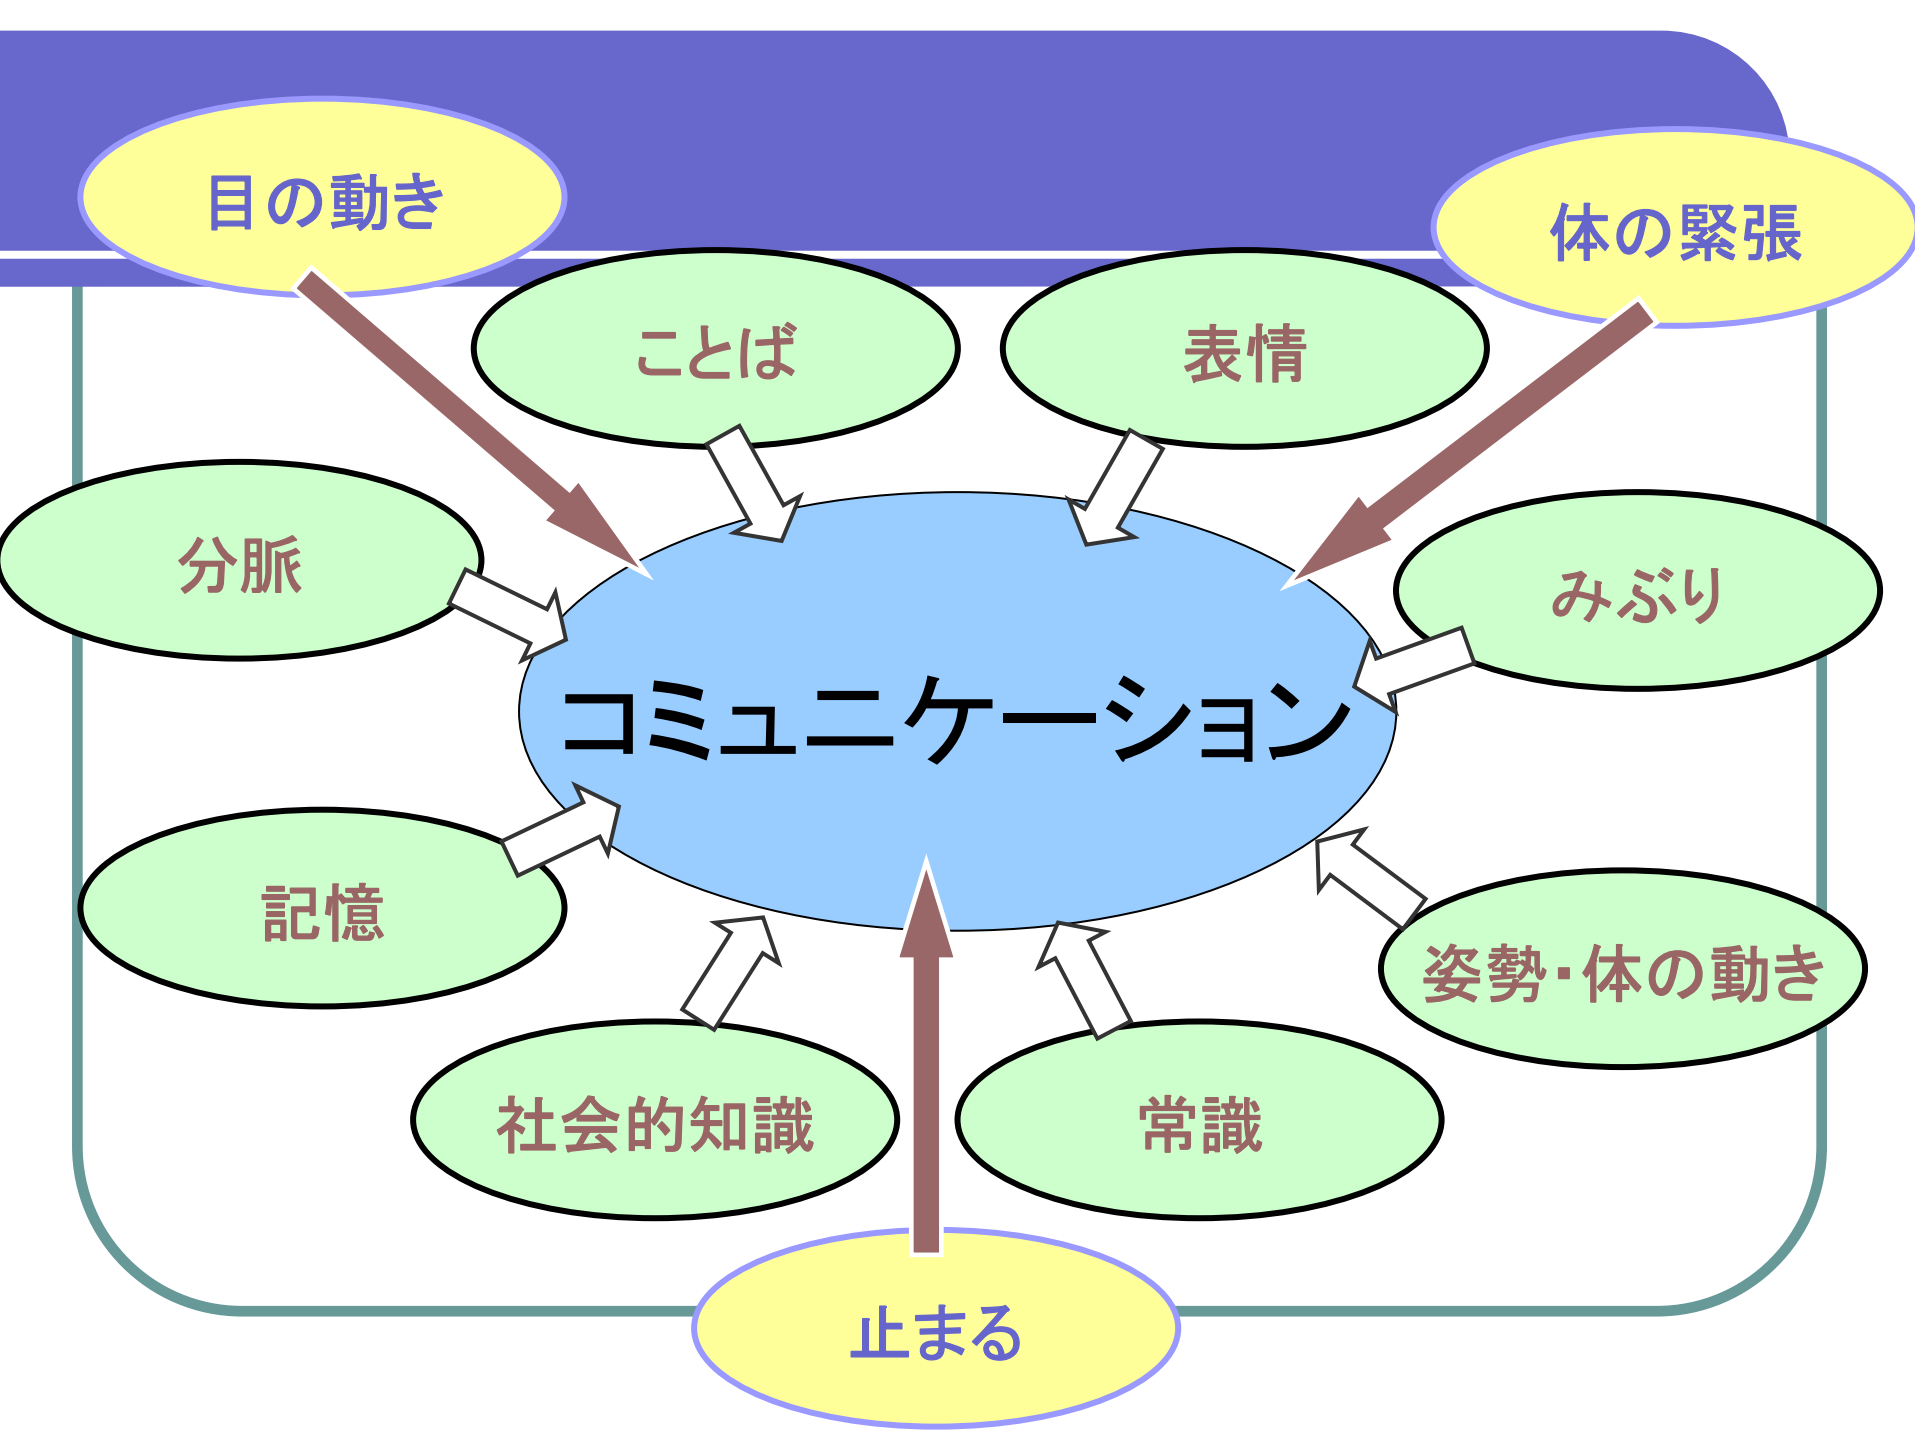 目の動き
体の緊張
ことば
表情
分脈
みぶり
コミュニケーション
記憶
姿勢・体の動き
社会的知識
常識
止まる